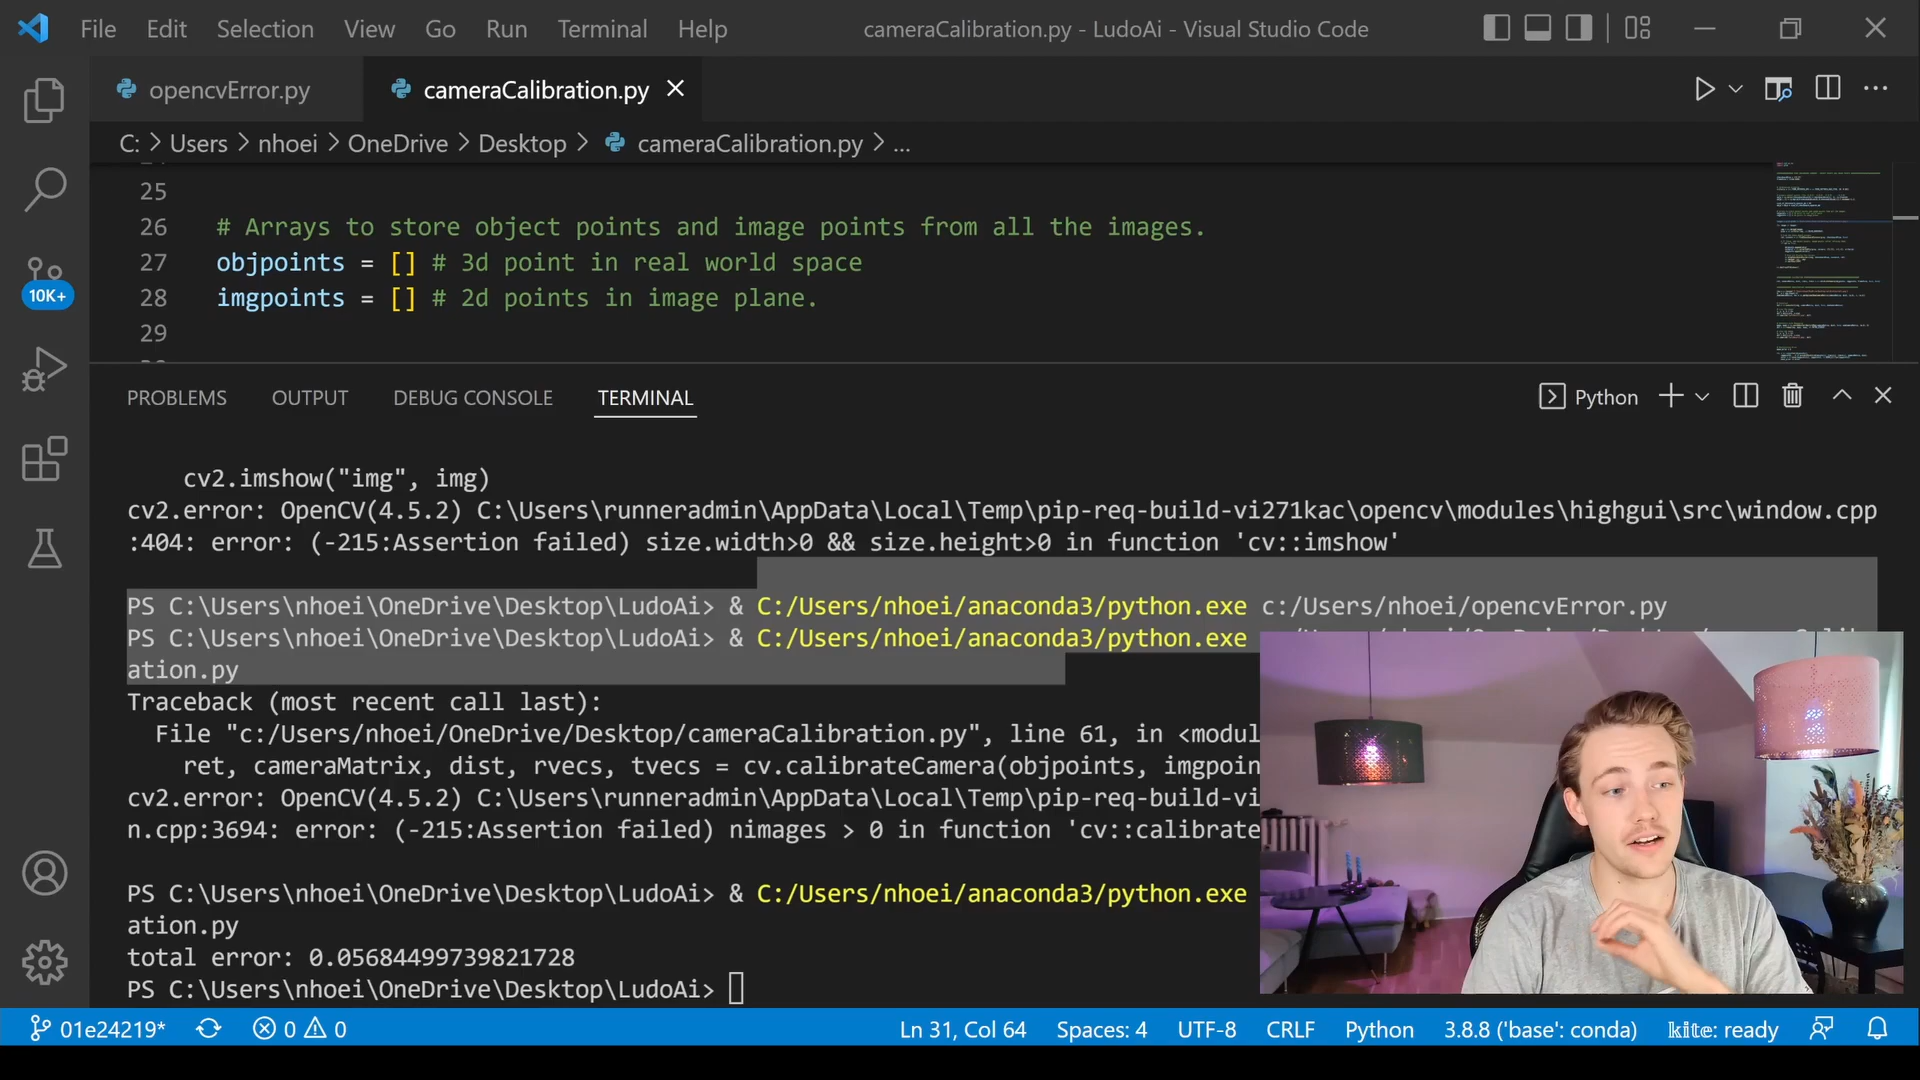 File Edit Selection View Go Run Terminal Help cameraCalibration.py - LudoAi - Visual Studio Code
opencvError.py cameraCalibration.py
C: > Users > nhoei > OneDrive > Desktop > cameraCalibration.py > ...
25
26 # Arrays to store object points and image points from all the images.
27 objpoints = [] # 3d point in real world space
28 imgpoints = [] # 2d points in image plane.
29
10K+
PROBLEMS OUTPUT DEBUG CONSOLE TERMINAL Python
cv2.imshow("img", img)
cv2.error: OpenCV(4.5.2) C:\Users\runneradmin\AppData\Local\Temp\pip-req-build-vi271kac\opencv\modules\highgui\src\window.cpp
:404: error: (-215:Assertion failed) size.width>0 && size.height>0 in function 'cv::imshow'
PS C:\Users\nhoei\OneDrive\Desktop\LudoAi> & C:/Users/nhoei/anaconda3/python.exe c:/Users/nhoei/opencvError.py
PS C:\Users\nhoei\OneDrive\Desktop\LudoAi> & C:/Users/nhoei/anaconda3/python.exe
ation.py
Traceback (most recent call last):
File "c:/Users/nhoei/OneDrive/Desktop/cameraCalibration.py", line 61, in <modul
ret, cameraMatrix, dist, rvecs, tvecs = cv.calibrateCamera(objpoints, imgpoin
cv2.error: OpenCV(4.5.2) C:\Users\runneradmin\AppData\Local\Temp\pip-req-build-vi
n.cpp:3694: error: (-215:Assertion failed) nimages > 0 in function 'cv::calibrate
PS C:\Users\nhoei\OneDrive\Desktop\LudoAi> & C:/Users/nhoei/anaconda3/python.exe
ation.py
total error: 0.05684499739821728
PS C:\Users\nhoei\OneDrive\Desktop\LudoAi>
01e24219* 0 0 Ln 31, Col 64 Spaces: 4 UTF-8 CRLF Python 3.8.8 ('base': conda) kite: ready